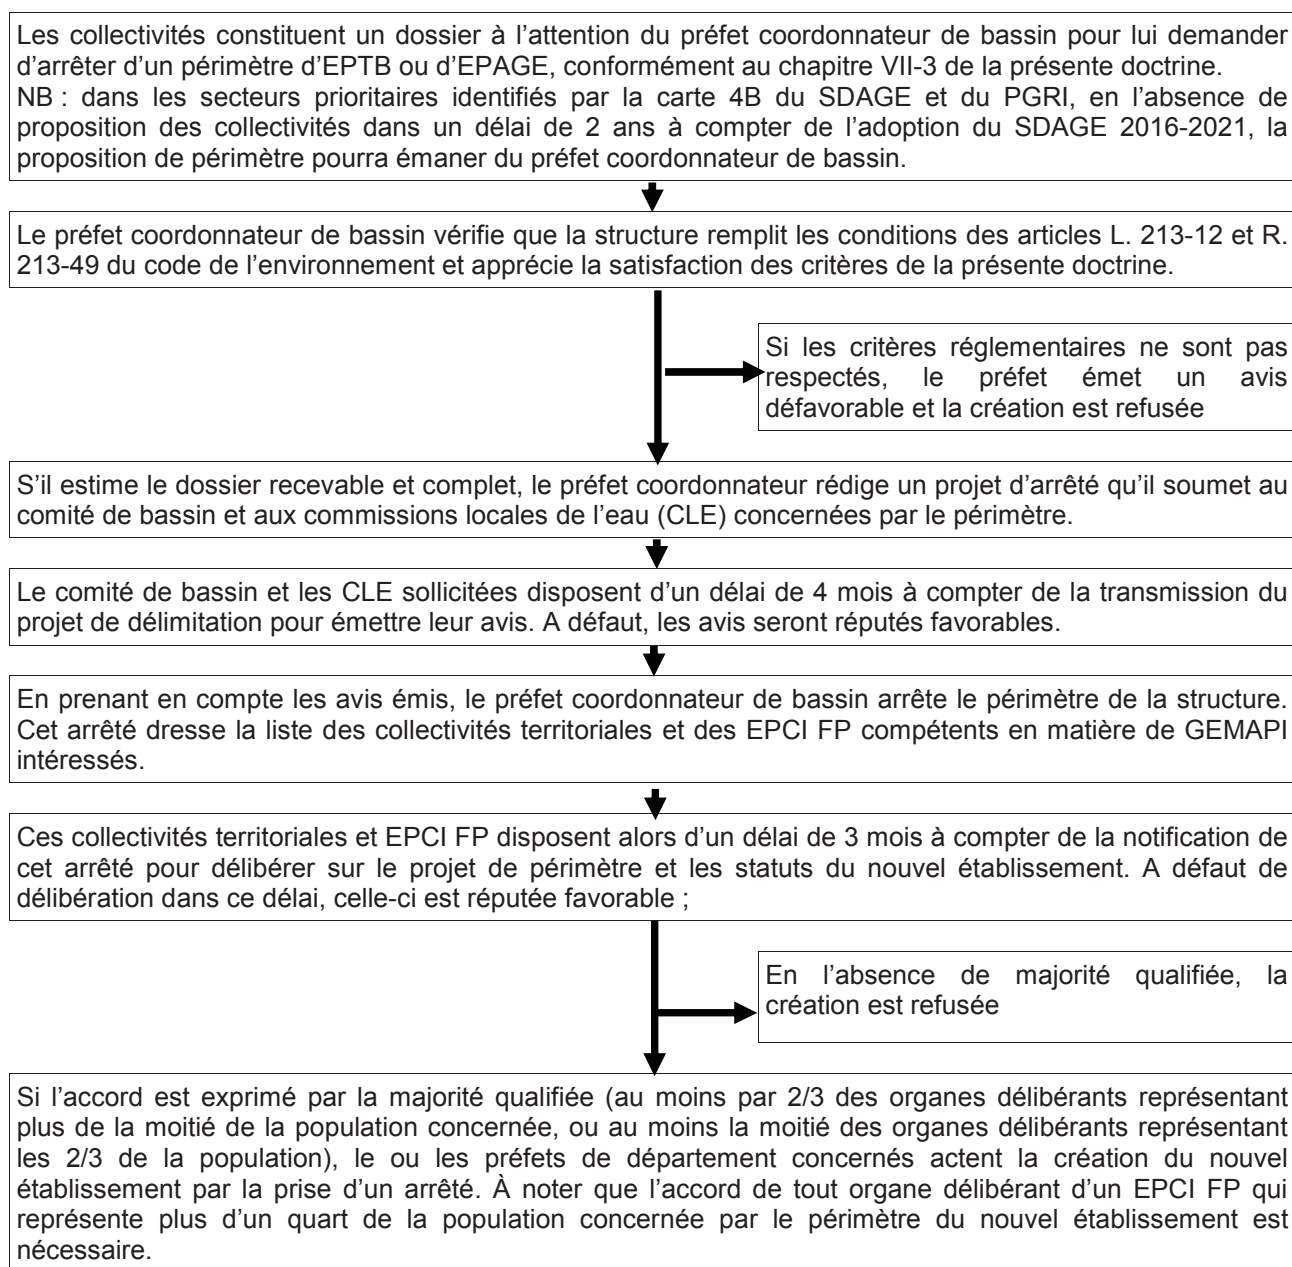 Les collectivités constituent un dossier à l’attention du préfet coordonnateur de bassin pour lui demander
d’arrêter d’un périmètre d’EPTB ou d’EPAGE, conformément au chapitre VII-3 de la présente doctrine.
NB : dans les secteurs prioritaires identifiés par la carte 4B du SDAGE et du PGRI, en l’absence de
proposition des collectivités dans un délai de 2 ans à compter de l’adoption du SDAGE 2016-2021, la
proposition de périmètre pourra émaner du préfet coordonnateur de bassin.
Le préfet coordonnateur de bassin vérifie que la structure remplit les conditions des articles L. 213-12 et R.
213-49 du code de l’environnement et apprécie la satisfaction des critères de la présente doctrine.
Si les critères réglementaires ne sont pas
respectés, le préfet émet un avis
défavorable et la création est refusée
S’il estime le dossier recevable et complet, le préfet coordonnateur rédige un projet d’arrêté qu’il soumet au
comité de bassin et aux commissions locales de l’eau (CLE) concernées par le périmètre.
Le comité de bassin et les CLE sollicitées disposent d’un délai de 4 mois à compter de la transmission du
projet de délimitation pour émettre leur avis. A défaut, les avis seront réputés favorables.
En prenant en compte les avis émis, le préfet coordonnateur de bassin arrête le périmètre de la structure.
Cet arrêté dresse la liste des collectivités territoriales et des EPCI FP compétents en matière de GEMAPI
intéressés.
Ces collectivités territoriales et EPCI FP disposent alors d’un délai de 3 mois à compter de la notification de
cet arrêté pour délibérer sur le projet de périmètre et les statuts du nouvel établissement. A défaut de
délibération dans ce délai, celle-ci est réputée favorable ;
En l’absence de majorité qualifiée, la
création est refusée
Si l’accord est exprimé par la majorité qualifiée (au moins par 2/3 des organes délibérants représentant
plus de la moitié de la population concernée, ou au moins la moitié des organes délibérants représentant
les 2/3 de la population), le ou les préfets de département concernés actent la création du nouvel
établissement par la prise d’un arrêté. À noter que l’accord de tout organe délibérant d’un EPCI FP qui
représente plus d’un quart de la population concernée par le périmètre du nouvel établissement est
nécessaire.